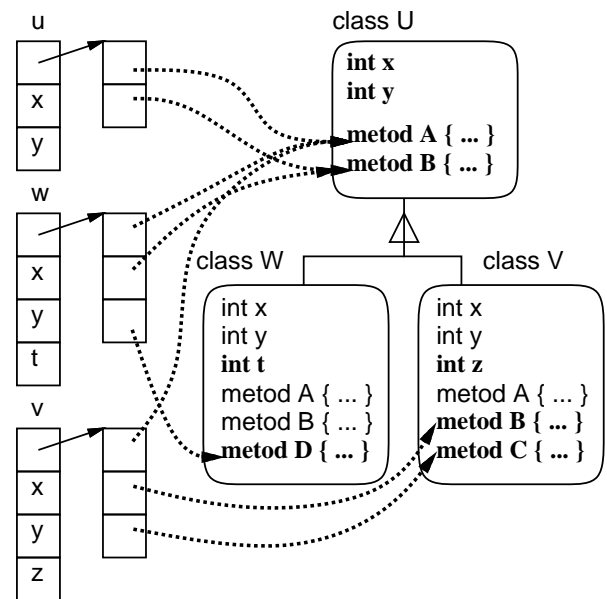 u
x
y
w
x
y
t
v
x
y
z
class U
int x
int y
metod A { ... }
metod B { ... }
class W
int x
int y
int t
metod A { ... }
metod B { ... }
metod D { ... }
class V
int x
int y
int z
metod A { ... }
metod B { ... }
metod C { ... }